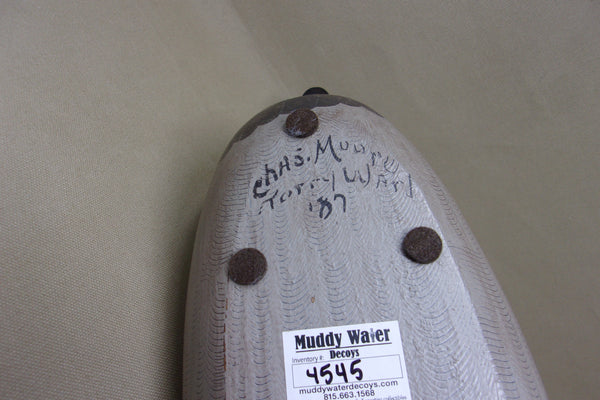 Chas. Moore
Terry Ward
'87
Muddy Water
Decoys
Inventory #:
4545
muddywaterdecoys.com
815.663.1568